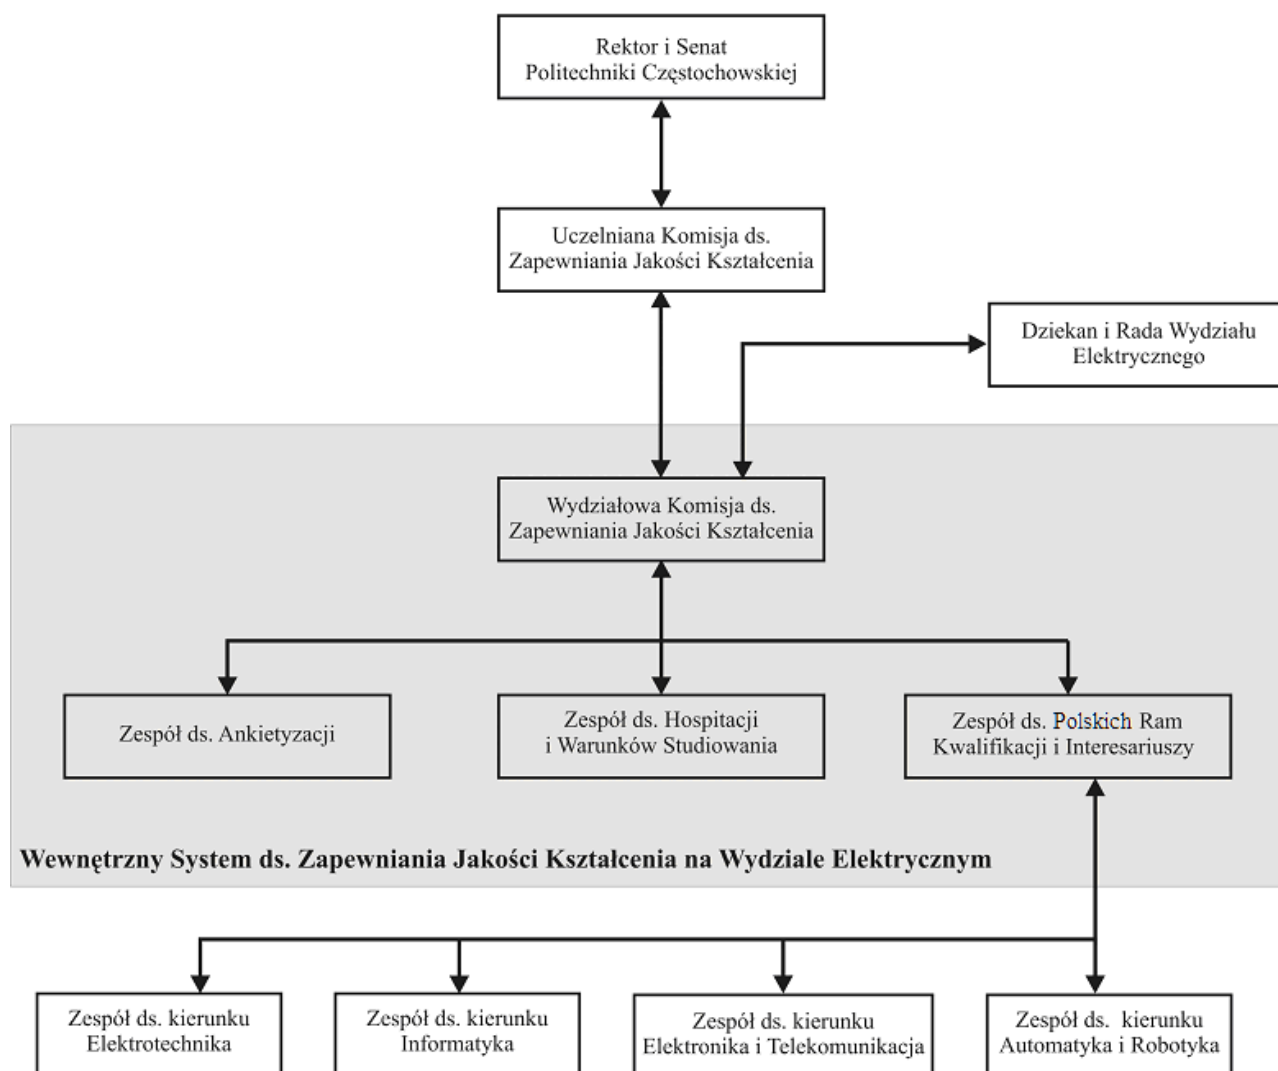 Rektor i Senat
Politechniki Częstochowskiej
Uczelniana Komisja ds.
Zapewniania Jakości Kształcenia
Dziekan i Rada Wydziału
Elektrycznego
Wydziałowa Komisja ds.
Zapewniania Jakości Kształcenia
Zespół ds. Ankietyzacji
Zespół ds. Hospitacji
i Warunków Studiowania
Zespół ds. Polskich Ram
Kwalifikacji i Interesariuszy
Wewnętrzny System ds. Zapewniania Jakości Kształcenia na Wydziale Elektrycznym
Zespół ds. kierunku
Elektrotechnika
Zespół ds. kierunku
Informatyka
Zespół ds. kierunku
Elektronika i Telekomunikacja
Zespół ds. kierunku
Automatyka i Robotyka